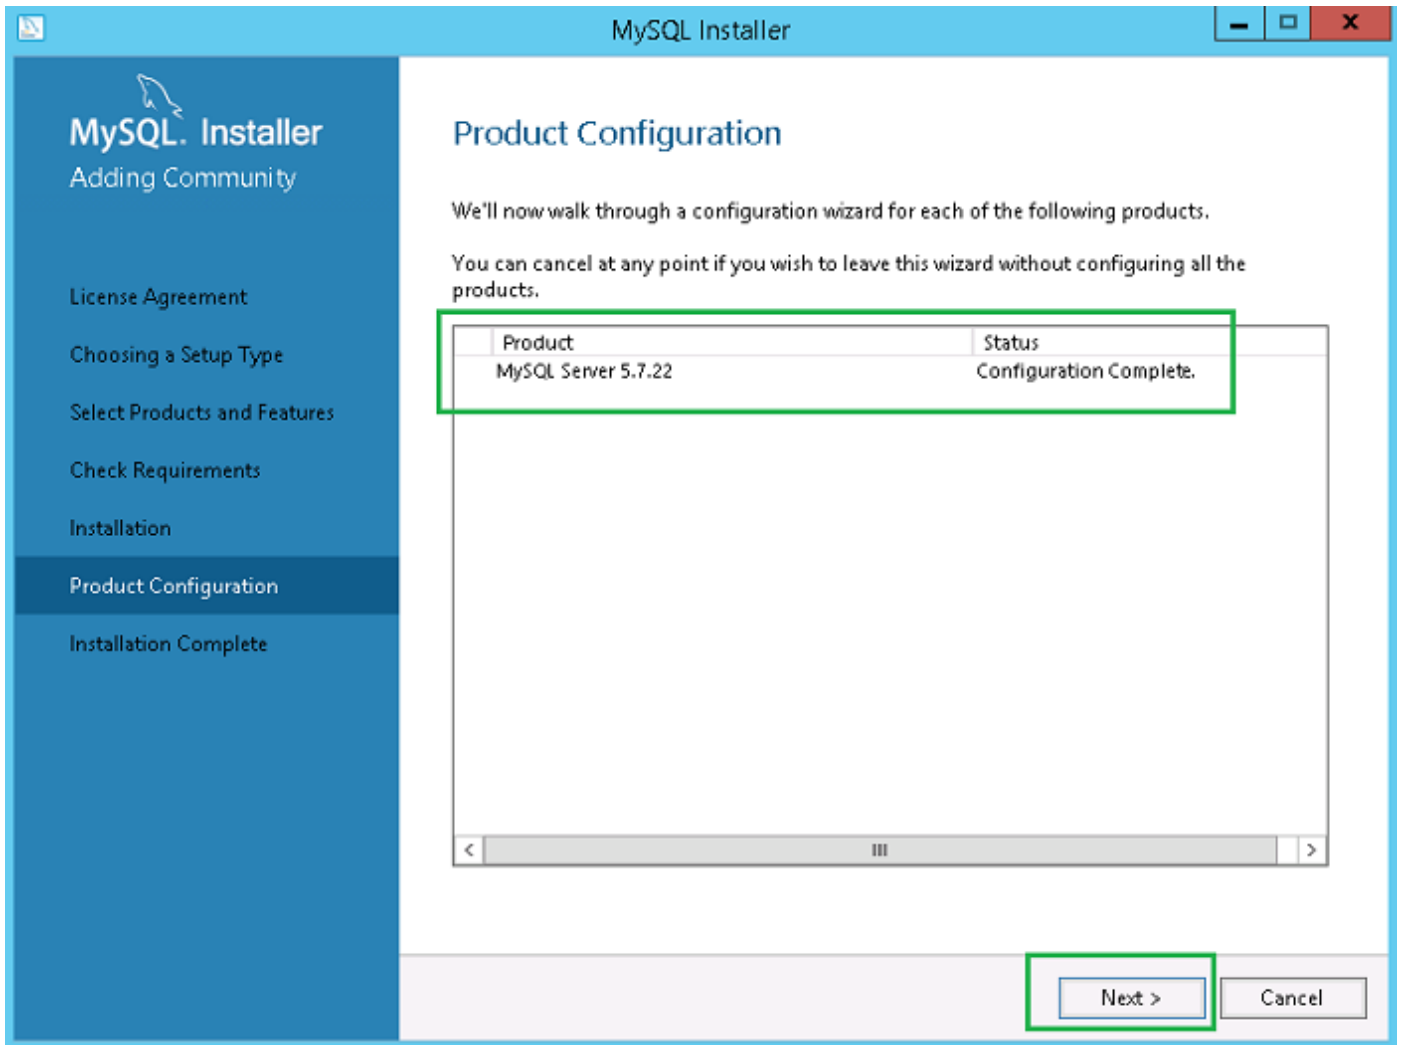 MySQL Installer
MySQL. Installer
Adding Community
License Agreement
Choosing a Setup Type
Select Products and Features
Check Requirements
Installation
Product Configuration
Installation Complete
Product Configuration
We'll now walk through a configuration wizard for each of the following products.
You can cancel at any point if you wish to leave this wizard without configuring all the
products.
Product Status
MySQL Server 5.7.22 Configuration Complete.
Next > Cancel